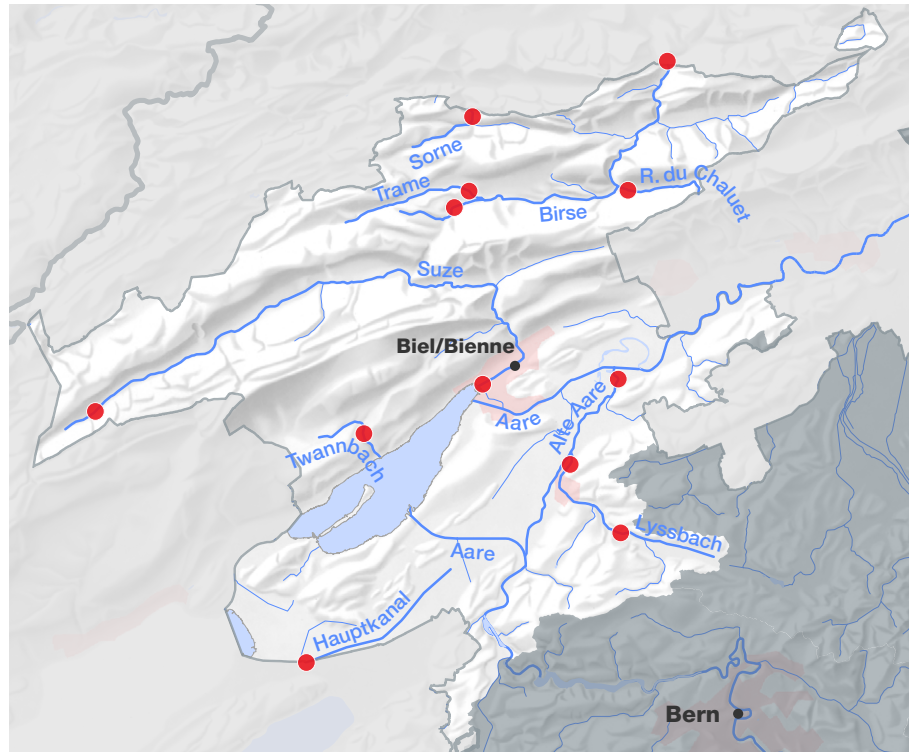 Sorne
R. du Chaluet
Trame
Birse
Suze
Biel/Bienne
Aare
Alte Aare
Twannbach
Lyssbach
Aare
Hauptkanal
Bern